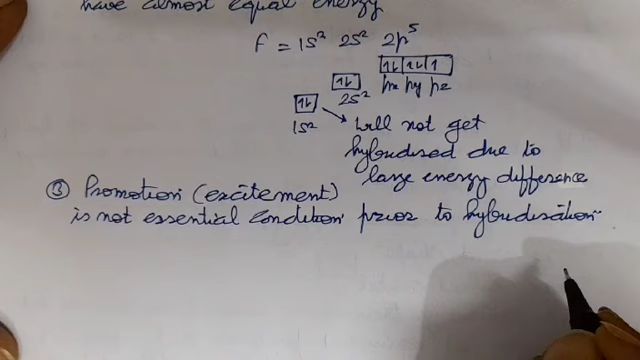 have almost equal energy
F = 1s² 2s² 2p⁵
1↓ 1↓ 1
px py pz
1↓
2s²
1↓
1s²
Will not get
hybridised due to
large energy difference
③ Promotion (excitement)
is not essential condition prior to hybridisation